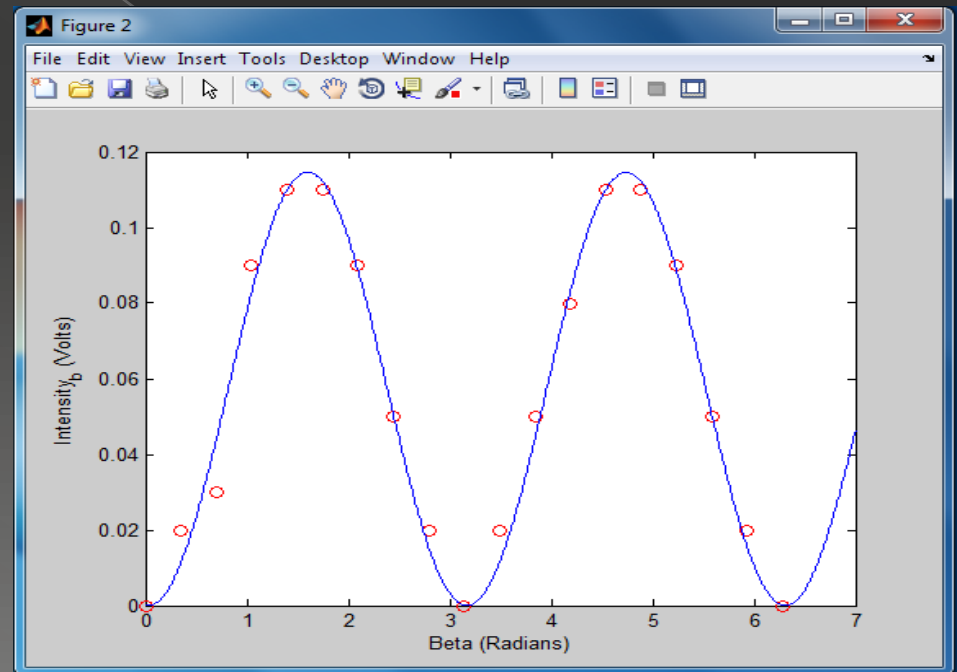 Figure 2
File Edit View Insert Tools Desktop Window Help
0.12
0.1
0.08
0.06
0.04
0.02
0
Intensity_b (Volts)
0 1 2 3 4 5 6 7
Beta (Radians)